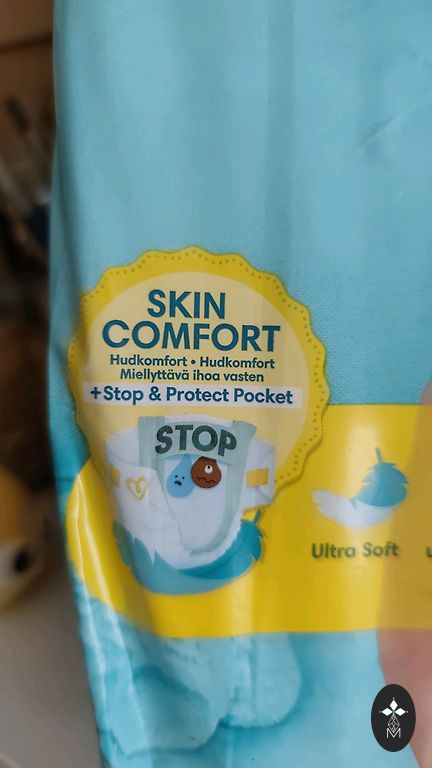 SKIN
COMFORT
Hudkomfort • Hudkomfort
Miellyttävä ihoa vasten
+Stop & Protect Pocket
STOP
Ultra Soft